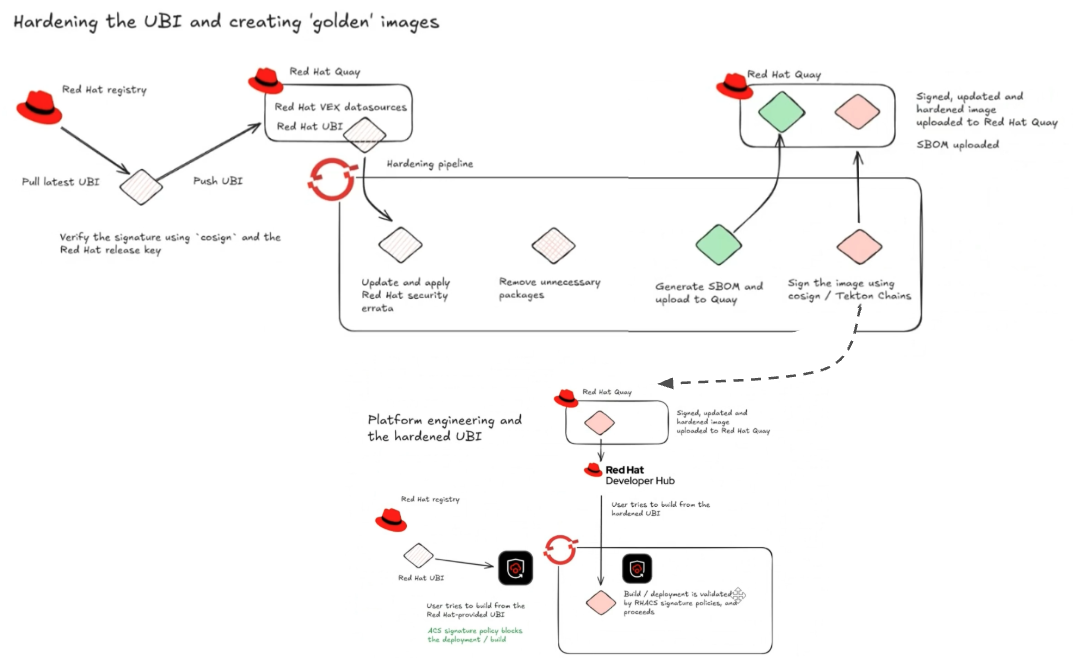 Hardening the UBI and creating 'golden' images
Red Hat registry
Pull latest UBI
Push UBI
Verify the signature using `cosign` and the
Red Hat release key
Red Hat Quay
Red Hat VEX datasources
Red Hat UBI
Hardening pipeline
Update and apply
Red Hat security
errata
Remove unnecessary
packages
Generate SBOM and
upload to Quay
Sign the image using
cosign / Tekton Chains
Red Hat Quay
Signed, updated and
hardened image
uploaded to Red Hat Quay
SBOM uploaded
Platform engineering and
the hardened UBI
Red Hat Quay
Signed, updated and
hardened image
uploaded to Red Hat Quay
Red Hat
Developer Hub
User tries to build from the
hardened UBI
Red Hat registry
Red Hat UBI
User tries to build from the
Red Hat-provided UBI
ACS signature policy blocks
the deployment / build
Build / deployment is validated
by RHACS signature policies, and
proceeds